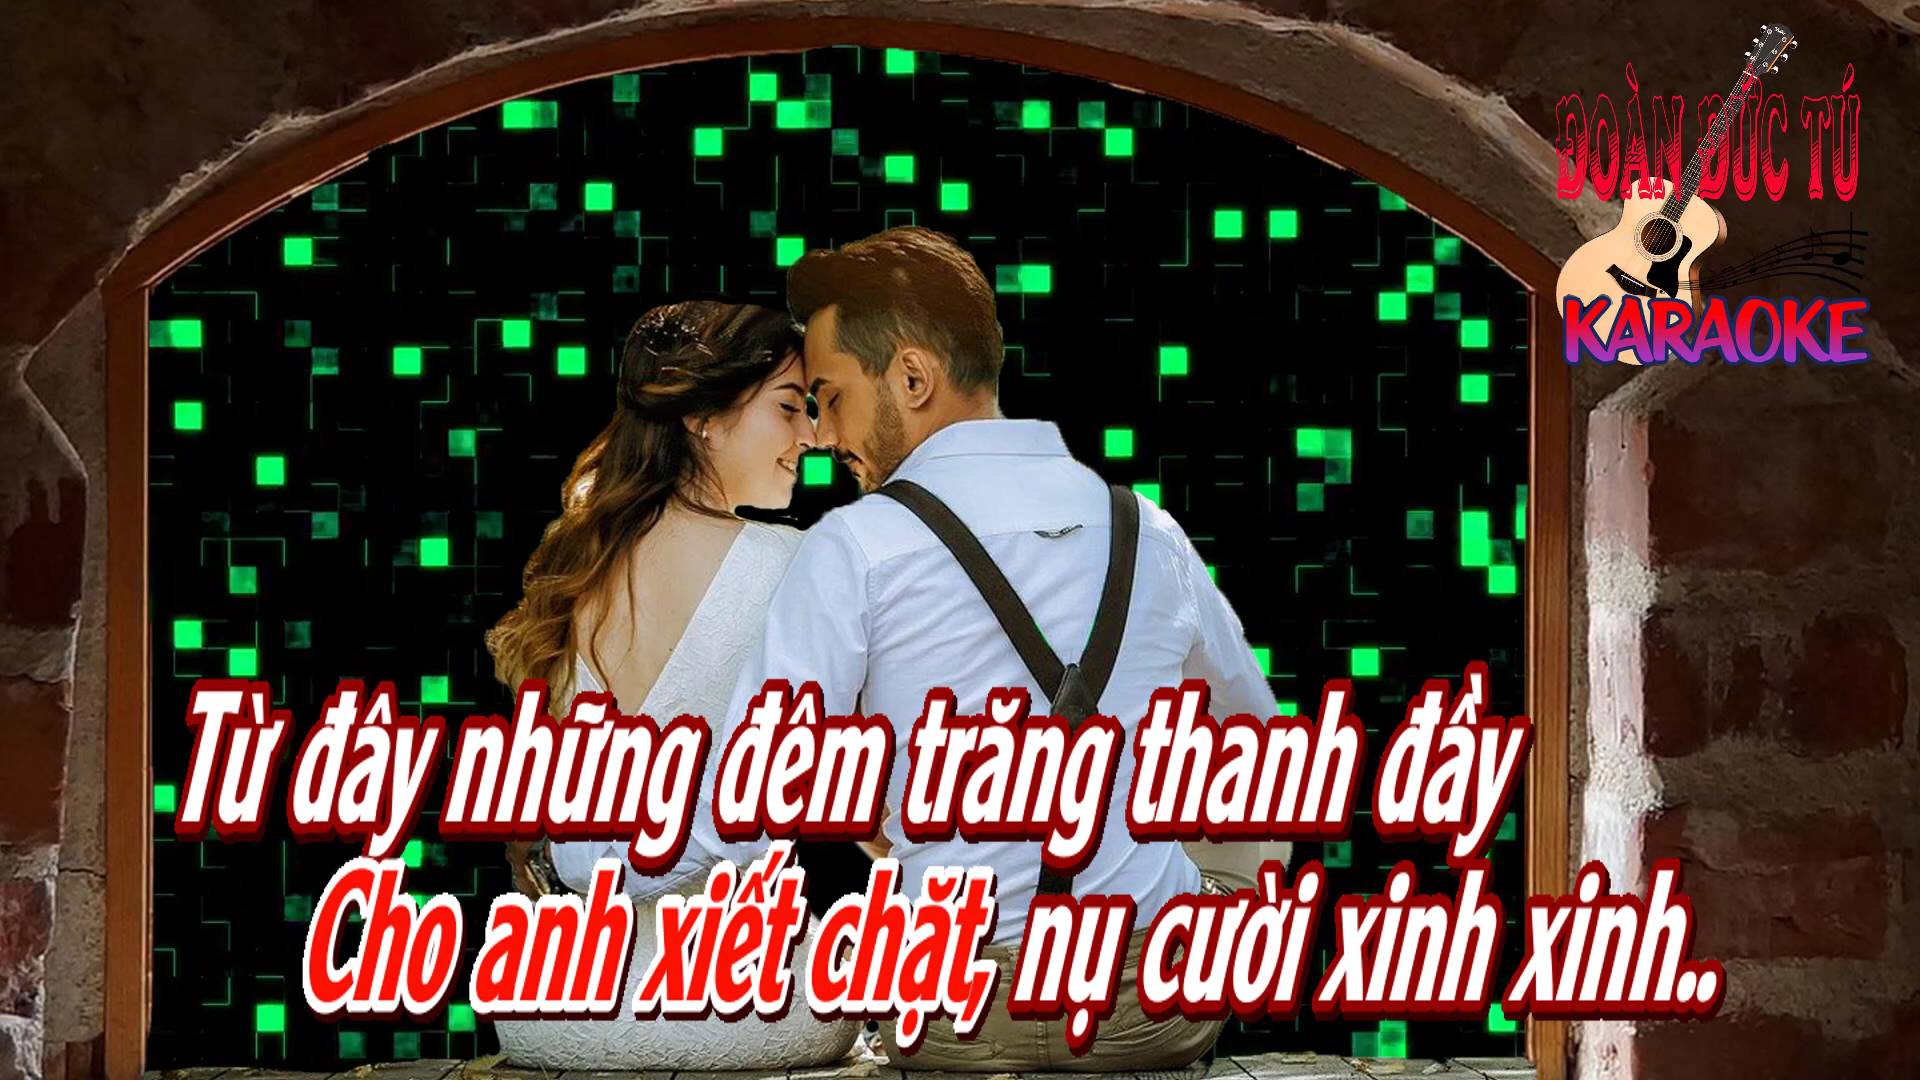 ĐOÀN ĐỨC TÚ
KARAOKE
Từ đây những đêm trăng thanh đầy
Cho anh xiết chặt, nụ cười xinh xinh..